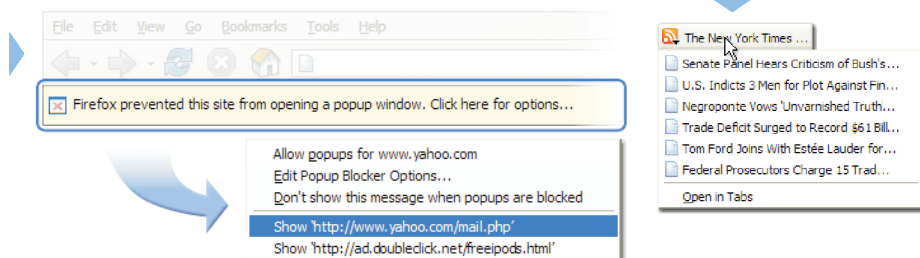 File Edit View Go Bookmarks Tools Help
Firefox prevented this site from opening a popup window. Click here for options...
Allow popups for www.yahoo.com
Edit Popup Blocker Options...
Don't show this message when popups are blocked
Show 'http://www.yahoo.com/mail.php'
Show 'http://ad.doubleclick.net/freeipods.html'
The New York Times ...
Senate Panel Hears Criticism of Bush's...
U.S. Indicts 3 Men for Plot Against Fin...
Negroponte Vows 'Unvarnished Truth...
Trade Deficit Surged to Record $61 Bill...
Tom Ford Joins With Estée Lauder for...
Federal Prosecutors Charge 15 Trad...
Open in Tabs